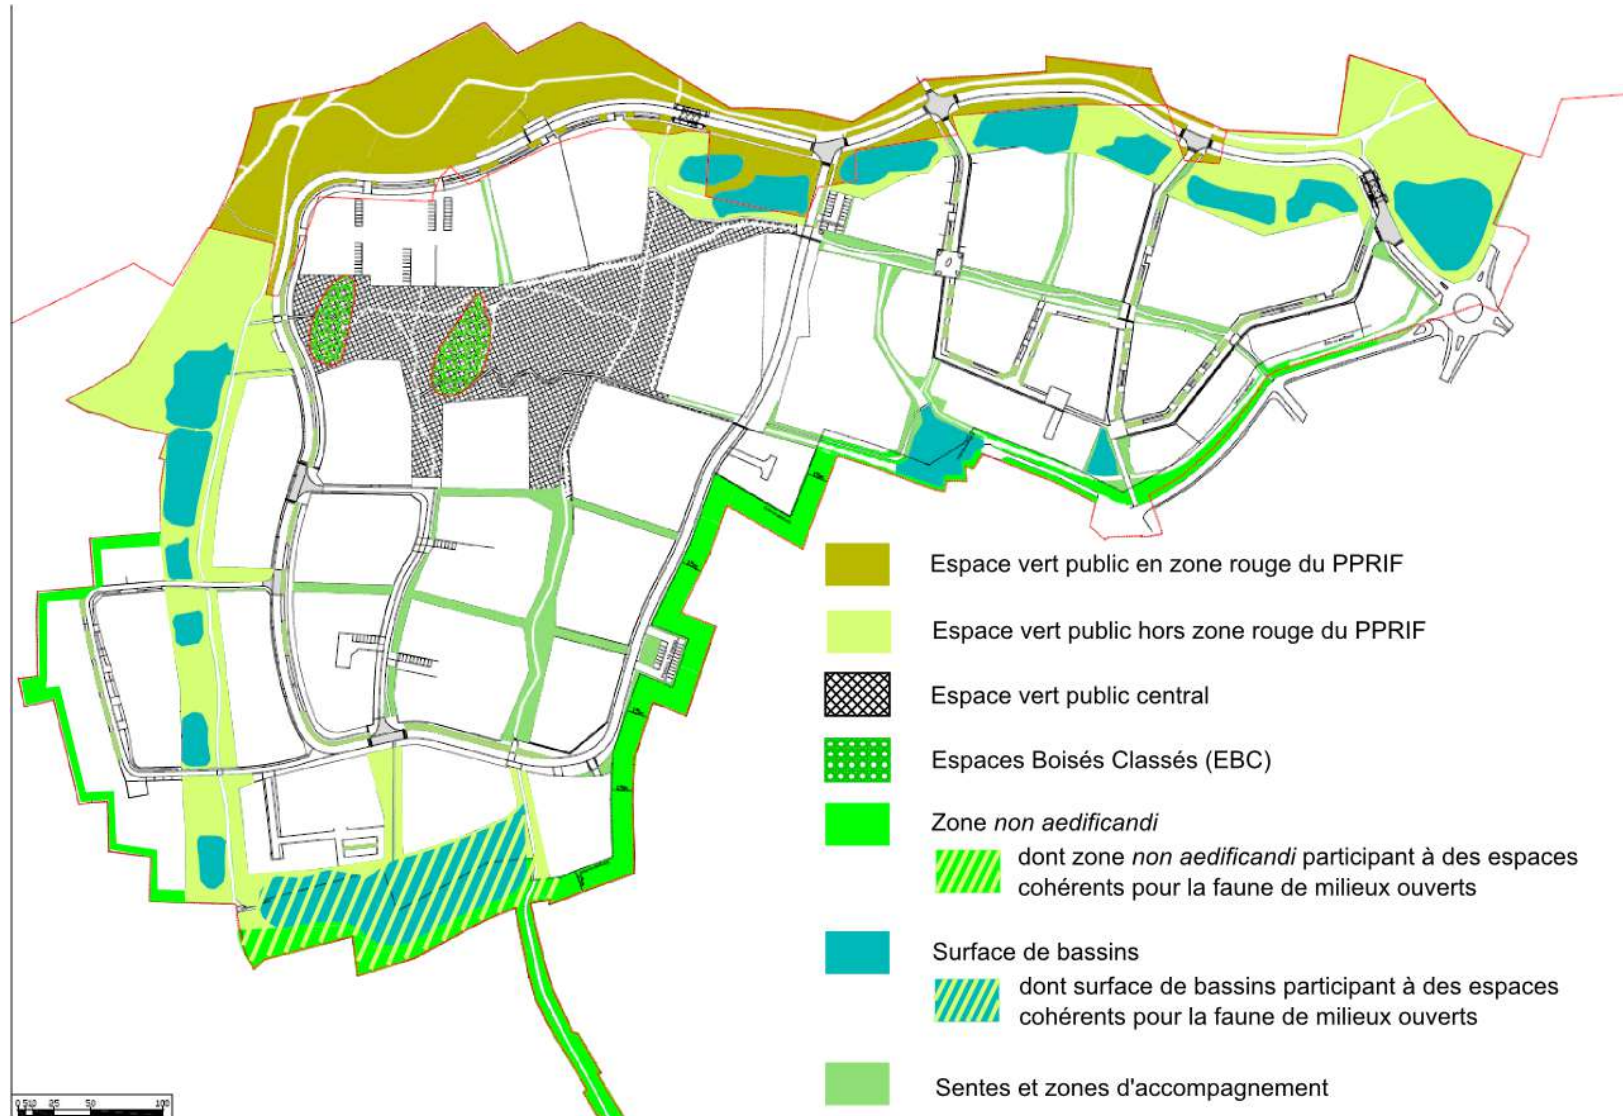 Espace vert public en zone rouge du PPRIF
Espace vert public hors zone rouge du PPRIF
Espace vert public central
Espaces Boisés Classés (EBC)
Zone non aedificandi
dont zone non aedificandi participant à des espaces
cohérents pour la faune de milieux ouverts
Surface de bassins
dont surface de bassins participant à des espaces
cohérents pour la faune de milieux ouverts
Sentes et zones d'accompagnement
25
50
100